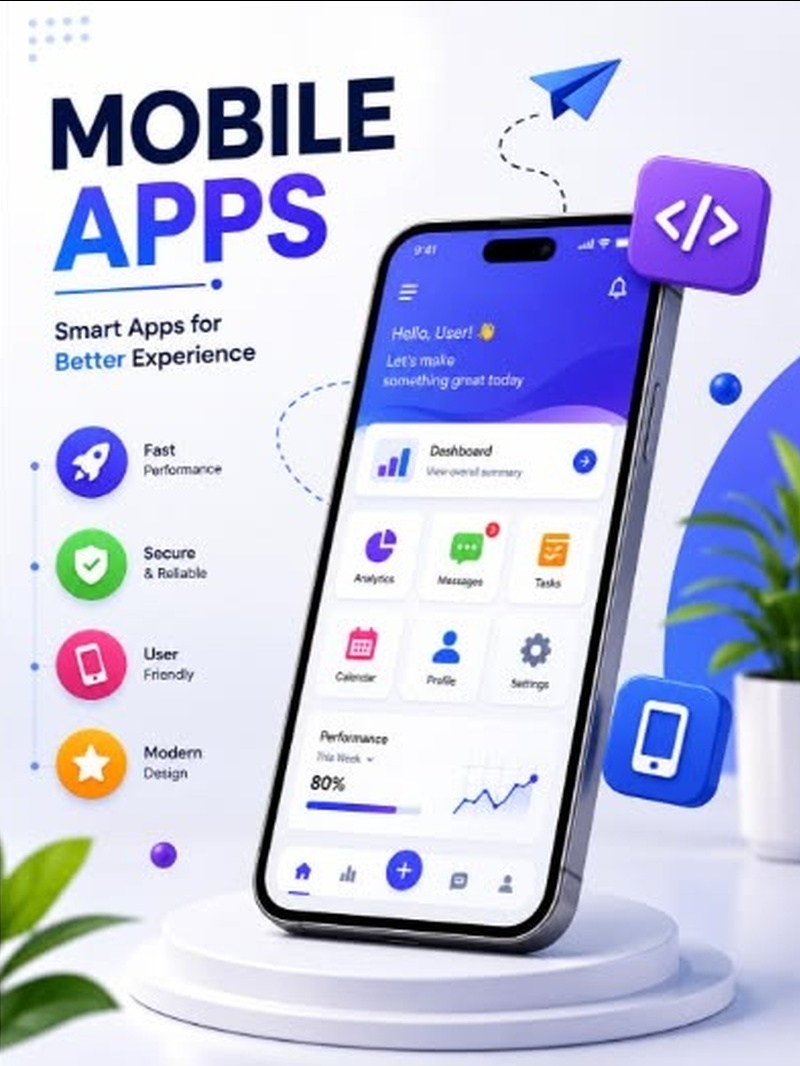 MOBILE
APPS
Smart Apps for
Better Experience
Fast
Performance
Secure
& Reliable
User
Friendly
Modern
Design
9:41
Hello, User! 👋
Let's make
something great today
Dashboard
View overall summary
Analytics
3
Messages
Tasks
Calendar
Profile
Settings
Performance
This Week
80%
</>